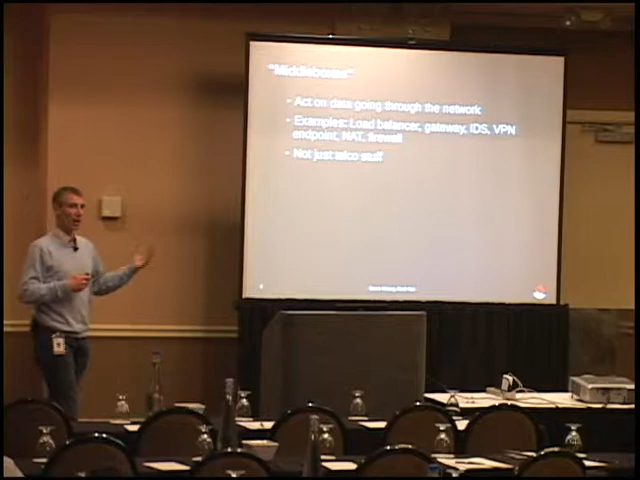 "Middleboxes"
- Act on data going through the network
- Examples: Load balancer, gateway, IDS, VPN
endpoint, NAT, firewall
- Not just telco stuff